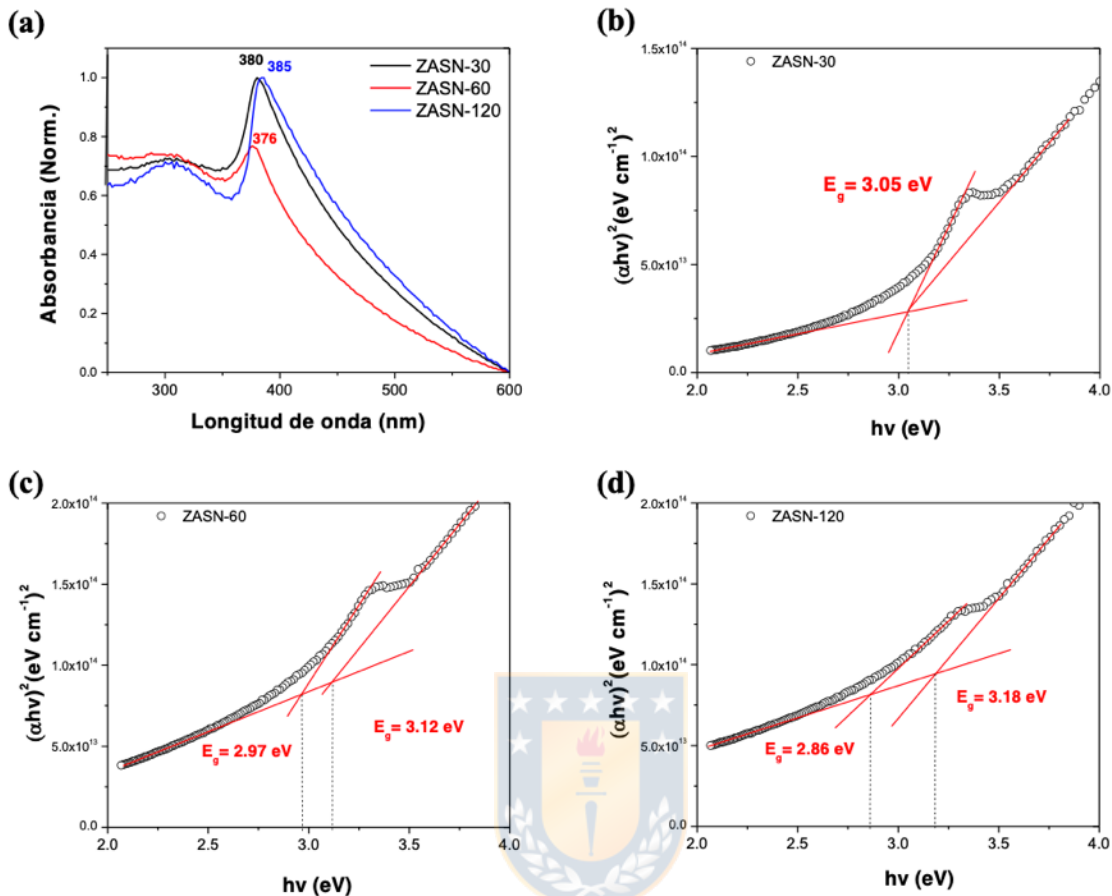 (a)
380
385
376
ZASN-30
ZASN-60
ZASN-120
1.0
0.8
0.6
0.4
0.2
0.0
Absorbancia (Norm.)
300
400
500
600
Longitud de onda (nm)
(b)
ZASN-30
E_g = 3.05 eV
1.5x10^14
1.0x10^14
5.0x10^13
0.0
(αhν)^2 (eV cm^-1)^2
2.0
2.5
3.0
3.5
4.0
hν (eV)
(c)
ZASN-60
E_g = 2.97 eV
E_g = 3.12 eV
2.0x10^14
1.5x10^14
1.0x10^14
5.0x10^13
0.0
(αhν)^2 (eV cm^-1)^2
2.0
2.5
3.0
3.5
4.0
hν (eV)
(d)
ZASN-120
E_g = 2.86 eV
E_g = 3.18 eV
2.0x10^14
1.5x10^14
1.0x10^14
5.0x10^13
0.0
(αhν)^2 (eV cm^-1)^2
2.0
2.5
3.0
3.5
4.0
hν (eV)